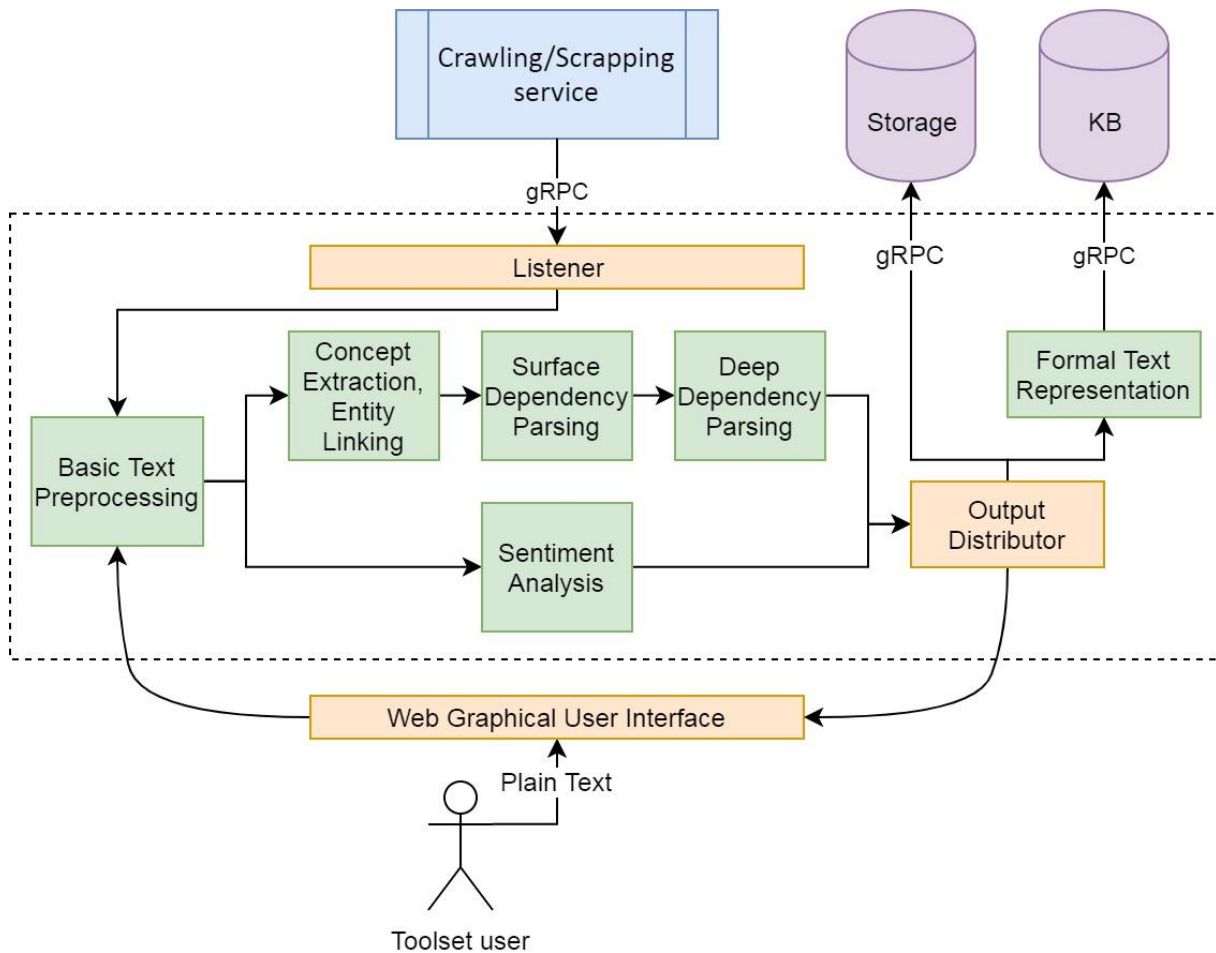 Crawling/Scrapping
service
Storage
KB
gRPC
Listener
gRPC
gRPC
Concept
Extraction,
Entity
Linking
Surface
Dependency
Parsing
Deep
Dependency
Parsing
Formal Text
Representation
Basic Text
Preprocessing
Sentiment
Analysis
Output
Distributor
Web Graphical User Interface
Plain Text
Toolset user